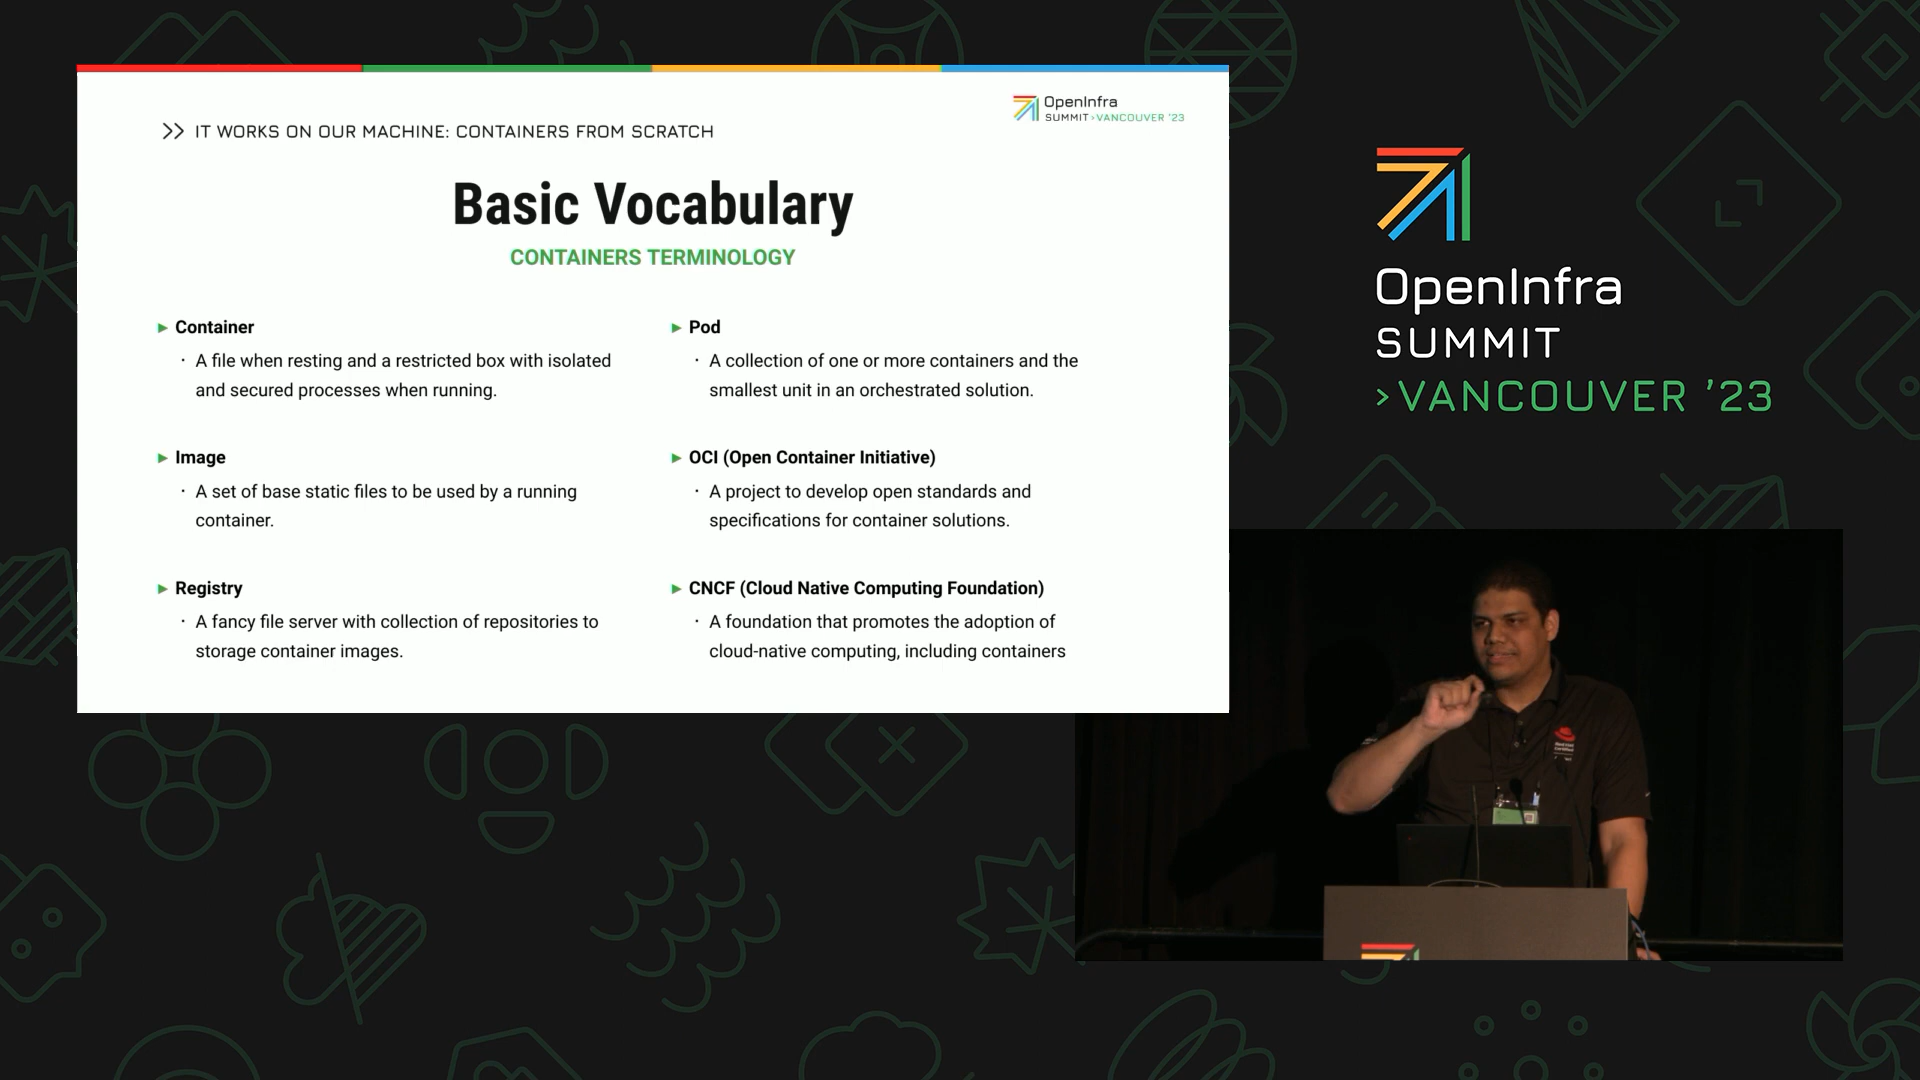 IT WORKS ON OUR MACHINE: CONTAINERS FROM SCRATCH
OpenInfra
SUMMIT›VANCOUVER '23
Basic Vocabulary
CONTAINERS TERMINOLOGY
► Container
· A file when resting and a restricted box with isolated
and secured processes when running.
► Image
· A set of base static files to be used by a running
container.
► Registry
· A fancy file server with collection of repositories to
storage container images.
► Pod
· A collection of one or more containers and the
smallest unit in an orchestrated solution.
► OCI (Open Container Initiative)
· A project to develop open standards and
specifications for container solutions.
► CNCF (Cloud Native Computing Foundation)
· A foundation that promotes the adoption of
cloud-native computing, including containers
OpenInfra
SUMMIT
›VANCOUVER '23